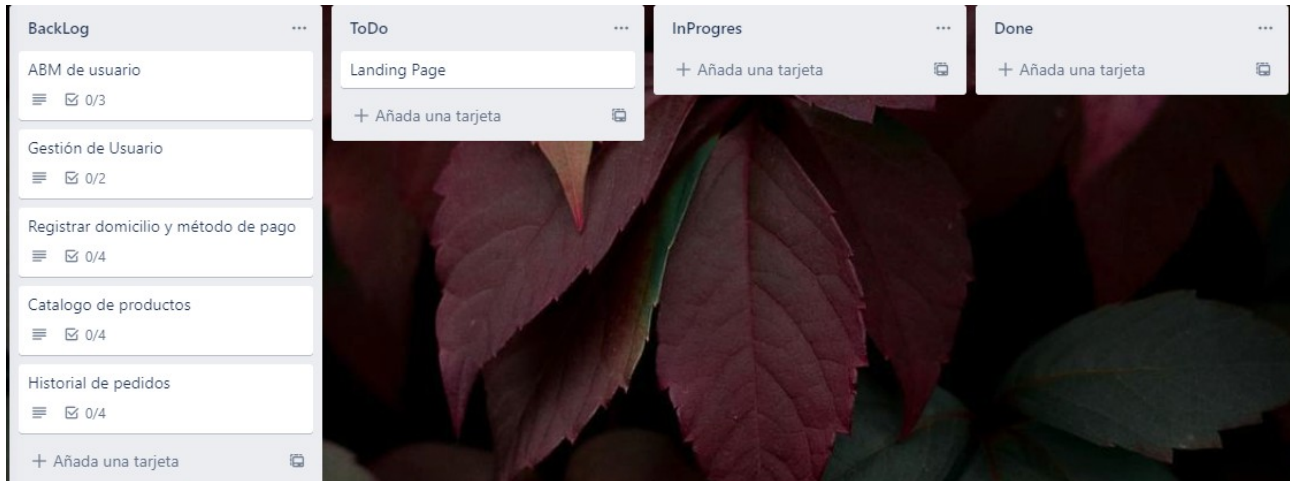 BackLog
ABM de usuario
0/3
Gestión de Usuario
0/2
Registrar domicilio y método de pago
0/4
Catalogo de productos
0/4
Historial de pedidos
0/4
+ Añada una tarjeta
ToDo
Landing Page
+ Añada una tarjeta
InProgres
+ Añada una tarjeta
Done
+ Añada una tarjeta